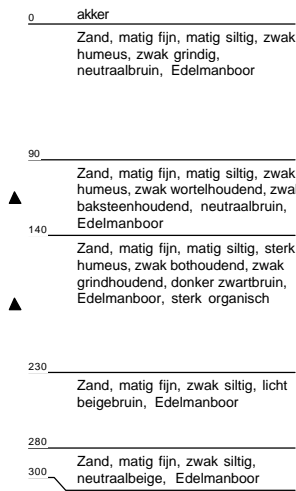 0 akker
Zand, matig fijn, matig siltig, zwak
humeus, zwak grindig,
neutraalbruin, Edelmanboor
90
Zand, matig fijn, matig siltig, zwak
humeus, zwak wortelhoudend, zwak
baksteenhoudend, neutraalbruin,
Edelmanboor
140
Zand, matig fijn, matig siltig, sterk
humeus, zwak bothoudend, zwak
grindhoudend, donker zwartbruin,
Edelmanboor, sterk organisch
230
Zand, matig fijn, zwak siltig, licht
beigebruin, Edelmanboor
280
Zand, matig fijn, zwak siltig,
neutraalbeige, Edelmanboor
300